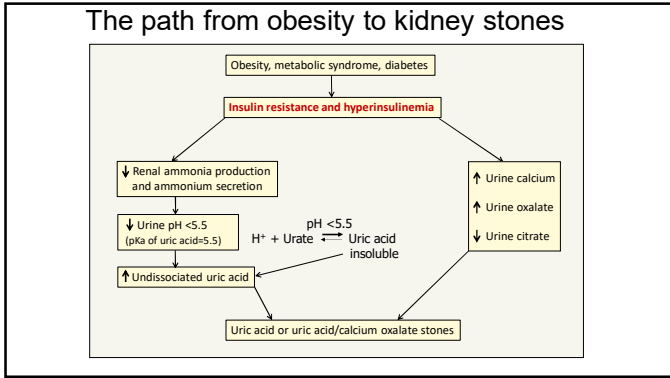 The path from obesity to kidney stones
Obesity, metabolic syndrome, diabetes
Insulin resistance and hyperinsulinemia
↓ Renal ammonia production
and ammonium secretion
↓ Urine pH <5.5
(pKa of uric acid=5.5)
↑ Undissociated uric acid
pH <5.5
H⁺ + Urate ⇌ Uric acid
insoluble
↑ Urine calcium
↑ Urine oxalate
↓ Urine citrate
Uric acid or uric acid/calcium oxalate stones